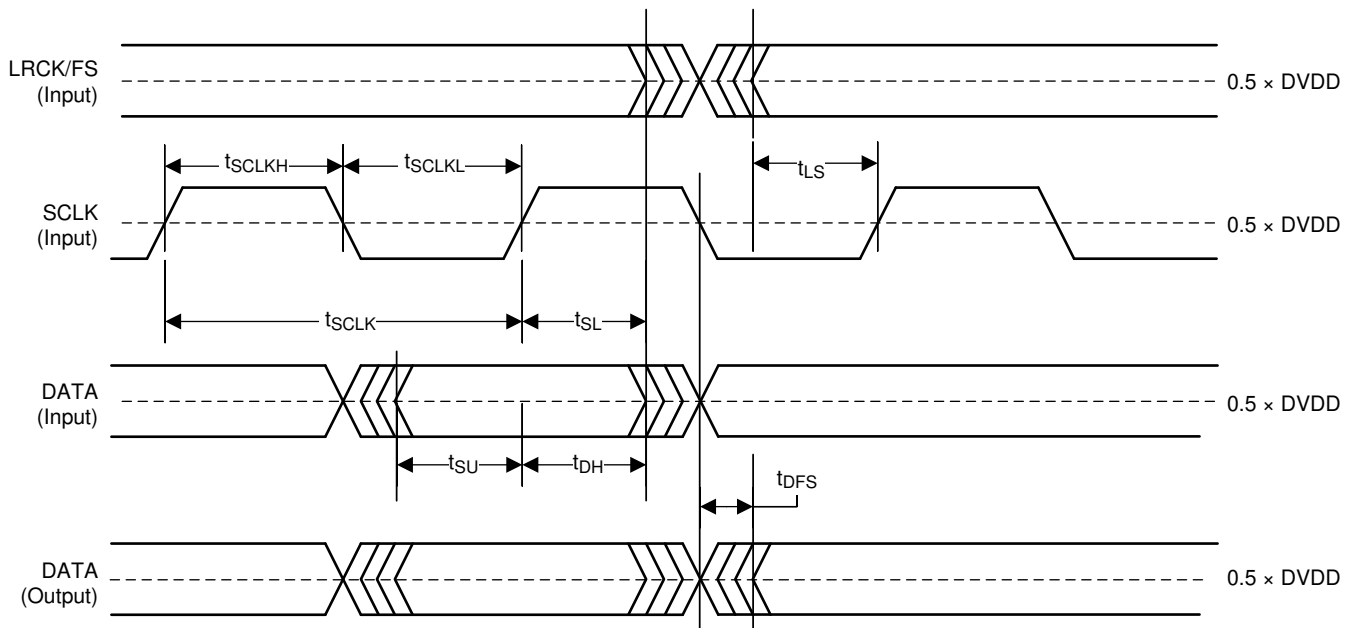 LRCK/FS
(Input)
0.5 × DVDD
tSCLKH
tSCLKL
tLS
SCLK
(Input)
0.5 × DVDD
tSCLK
tSL
DATA
(Input)
0.5 × DVDD
tSU
tDH
tDFS
DATA
(Output)
0.5 × DVDD